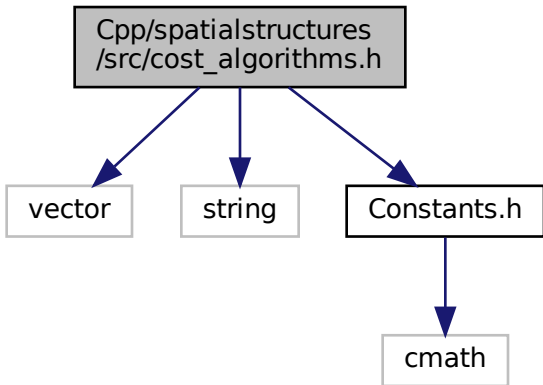 Cpp/spatialstructures
/src/cost_algorithms.h
vector
string
Constants.h
cmath